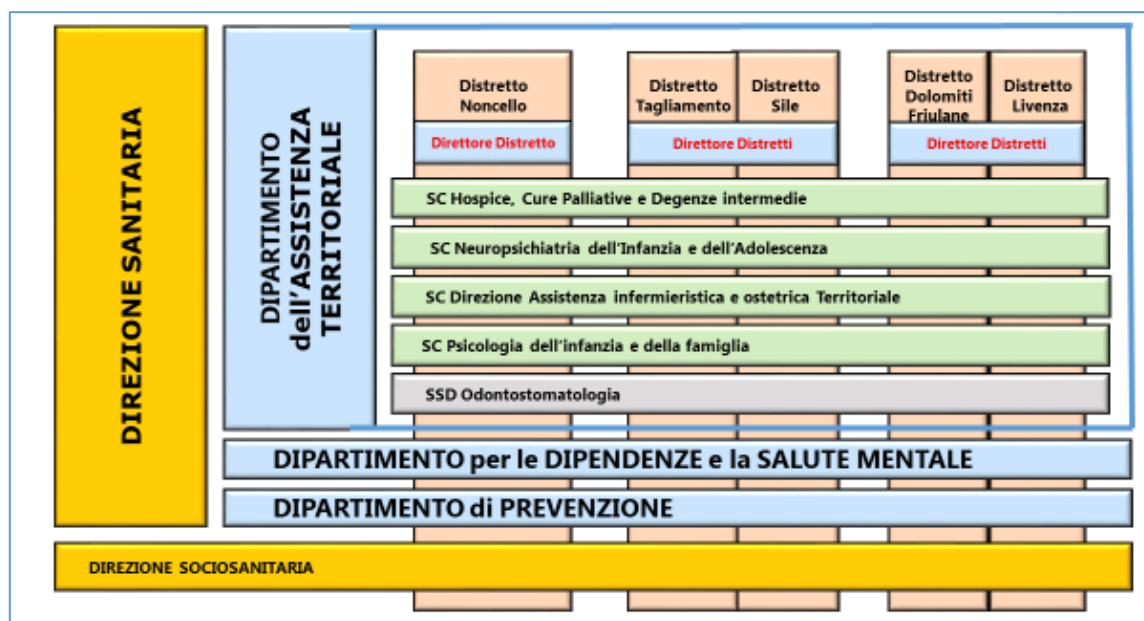 DIREZIONE SANITARIA
DIPARTIMENTO
dell'ASSISTENZA
TERRITORIALE
Distretto
Noncello
Distretto
Tagliamento
Distretto
Sile
Distretto
Dolomiti
Friulane
Distretto
Livenza
Direttore Distretto
Direttore Distretti
Direttore Distretti
SC Hospice, Cure Palliative e Degenze intermedie
SC Neuropsichiatria dell'Infanzia e dell'Adolescenza
SC Direzione Assistenza infermieristica e ostetrica Territoriale
SC Psicologia dell'infanzia e della famiglia
SSD Odontostomatologia
DIPARTIMENTO per le DIPENDENZE e la SALUTE MENTALE
DIPARTIMENTO di PREVENZIONE
DIREZIONE SOCIOSANITARIA